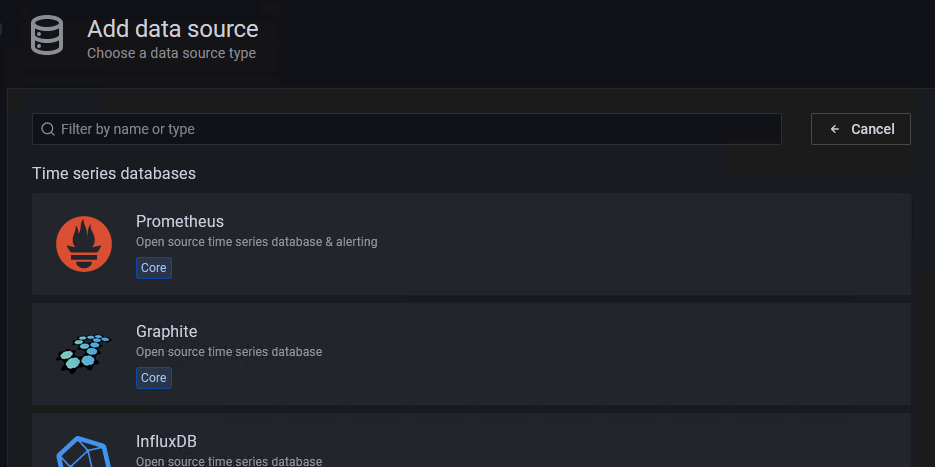 Add data source
Choose a data source type
Filter by name or type
Cancel
Time series databases
Prometheus
Open source time series database & alerting
Core
Graphite
Open source time series database
Core
InfluxDB
Open source time series database